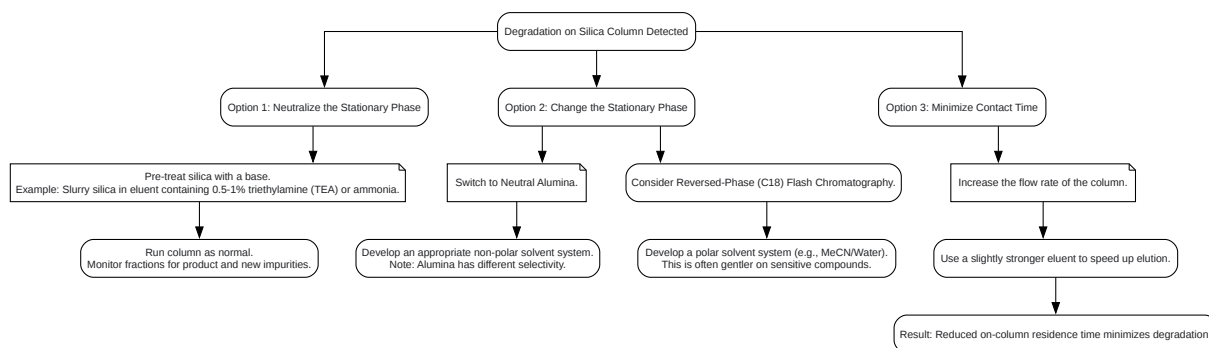 Degradation on Silica Column Detected
Option 1: Neutralize the Stationary Phase
Option 2: Change the Stationary Phase
Option 3: Minimize Contact Time
Pre-treat silica with a base.
Example: Slurry silica in eluent containing 0.5-1% triethylamine (TEA) or ammonia.
Switch to Neutral Alumina.
Consider Reversed-Phase (C18) Flash Chromatography.
Increase the flow rate of the column.
Run column as normal.
Monitor fractions for product and new impurities.
Develop an appropriate non-polar solvent system.
Note: Alumina has different selectivity.
Develop a polar solvent system (e.g., MeCN/Water).
This is often gentler on sensitive compounds.
Use a slightly stronger eluent to speed up elution.
Result: Reduced on-column residence time minimizes degradation